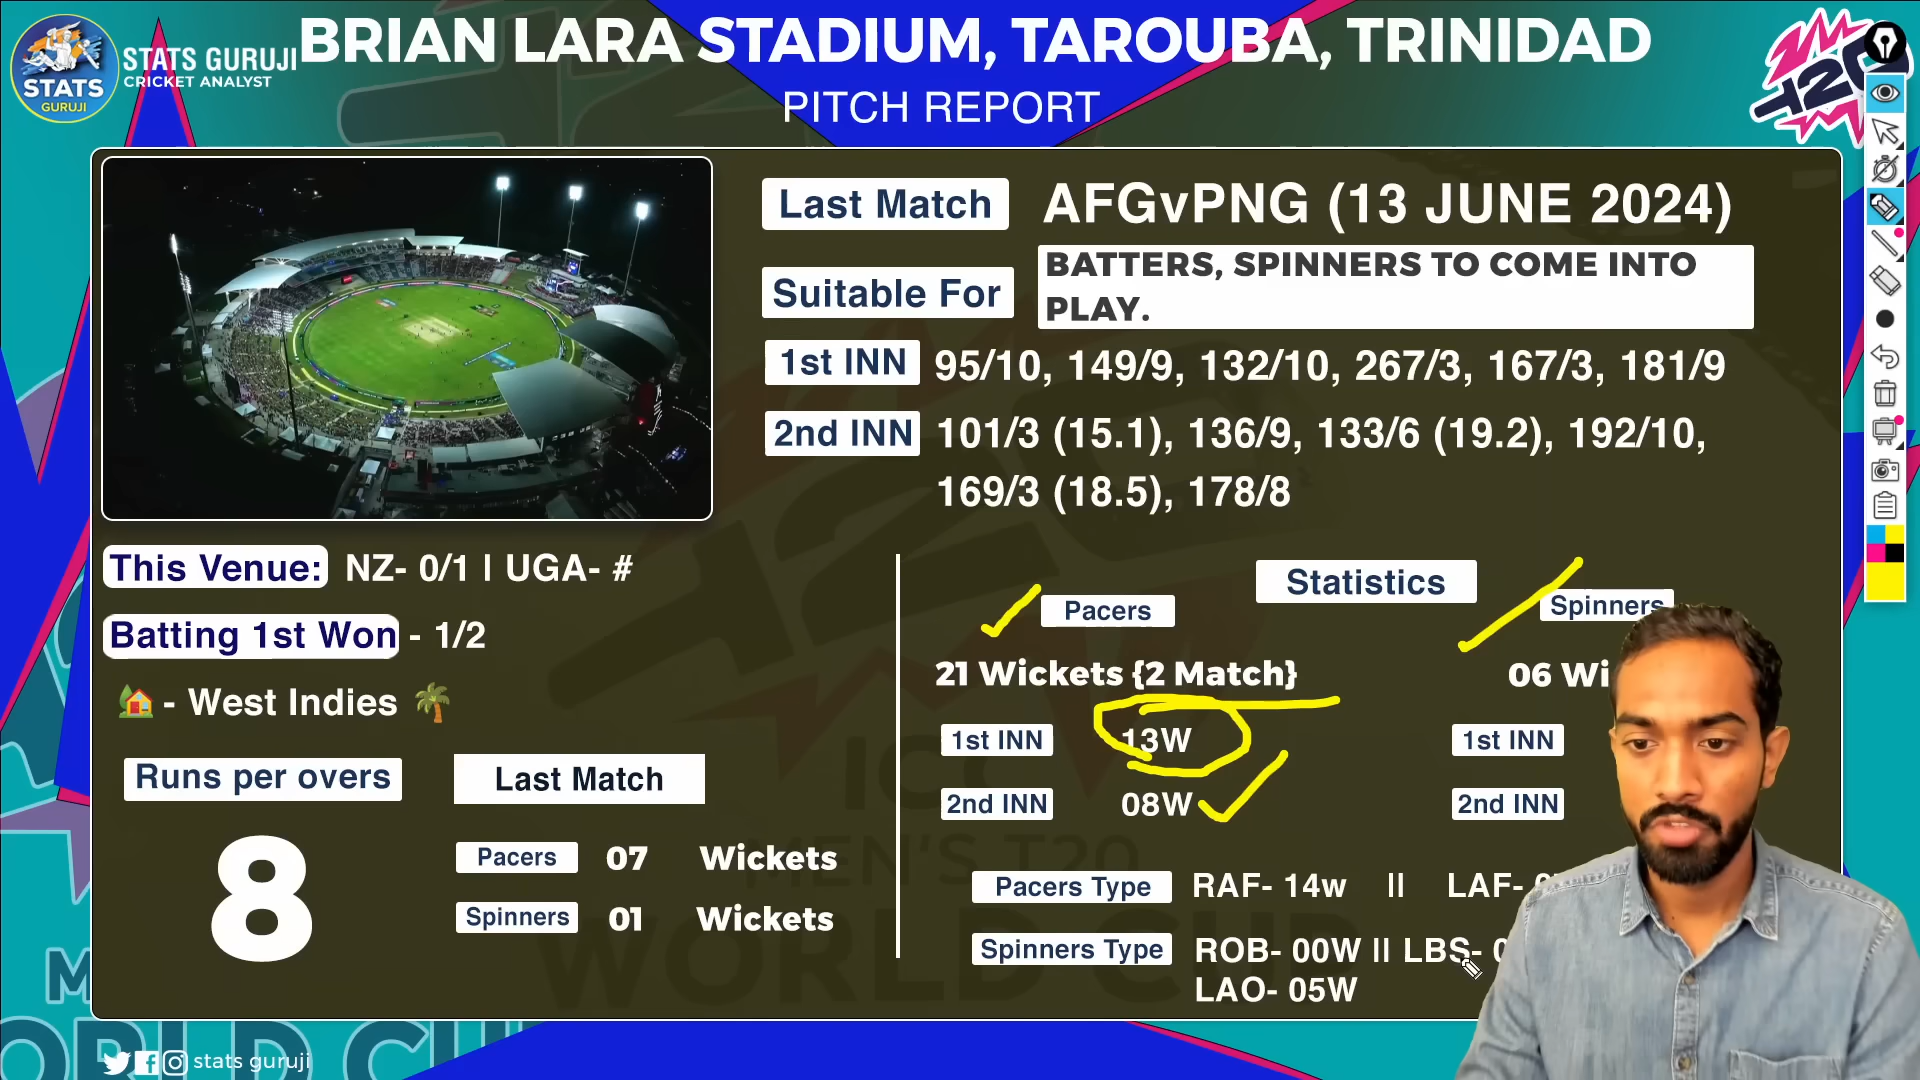 BRIAN LARA STADIUM, TAROUBA, TRINIDAD
STATS GURUJI
CRICKET ANALYST
STATS
GURUJI
PITCH REPORT
T20
Last Match AFGvPNG (13 JUNE 2024)
Suitable For BATTERS, SPINNERS TO COME INTO
PLAY.
1st INN 95/10, 149/9, 132/10, 267/3, 167/3, 181/9
2nd INN 101/3 (15.1), 136/9, 133/6 (19.2), 192/10,
169/3 (18.5), 178/8
This Venue: NZ- 0/1 I UGA- #
Batting 1st Won - 1/2
- West Indies
Runs per overs
8
Last Match
Pacers 07 Wickets
Spinners 01 Wickets
Statistics
Pacers
21 Wickets {2 Match}
1st INN 13W
2nd INN 08W
Spinners
06
1st INN
2nd INN
Pacers Type RAF- 14w II LAF-
Spinners Type ROB- 00W II LBS-
LAO- 05W
MEN'S T20
WORLD CUP
stats guruji